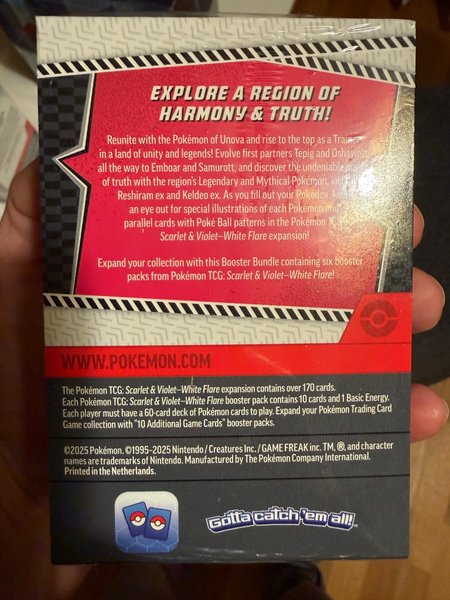 EXPLORE A REGION OF
HARMONY & TRUTH!
Reunite with the Pokémon of Unova and rise to the top as a Trainer
in a land of unity and legends! Evolve first partners Tepig and Oshawott
all the way to Emboar and Samurott, and discover the undeniable
of truth with the region's Legendary and Mythical Pokémon,
Reshiram ex and Keldeo ex. As you fill out your Pokédex,
an eye out for special illustrations of each Pokémon and
parallel cards with Poké Ball patterns in the Pokémon
Scarlet & Violet—White Flare expansion!
Expand your collection with this Booster Bundle containing six booster
packs from Pokémon TCG: Scarlet & Violet—White Flare!
WWW.POKEMON.COM
The Pokémon TCG: Scarlet & Violet—White Flare expansion contains over 170 cards.
Each Pokémon TCG: Scarlet & Violet—White Flare booster pack contains 10 cards and 1 Basic Energy.
Each player must have a 60-card deck of Pokémon cards to play. Expand your Pokémon Trading Card
Game collection with "10 Additional Game Cards" booster packs.
©2025 Pokémon. ©1995-2025 Nintendo / Creatures Inc. / GAME FREAK inc. TM, ®, and character
names are trademarks of Nintendo. Manufactured by The Pokémon Company International.
Printed in the Netherlands.
Gotta catch 'em all!™